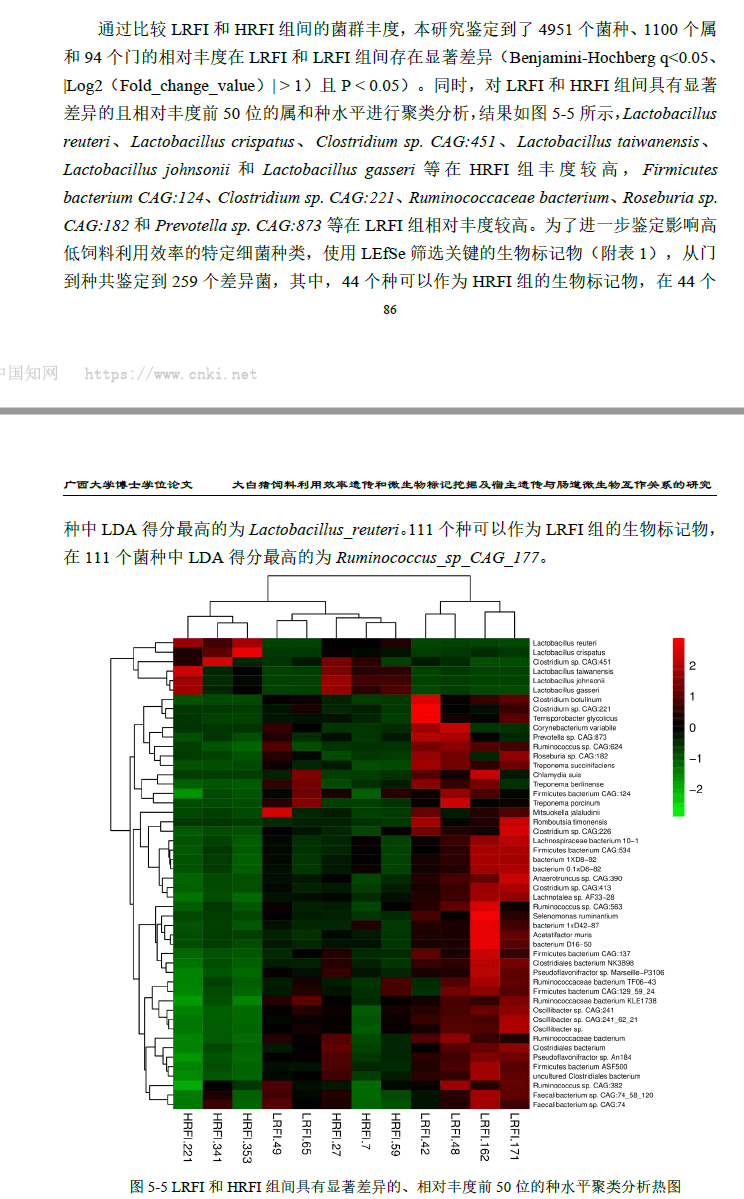 通过比较 LRFI 和 HRFI 组间的菌群丰度，本研究鉴定到了 4951 个菌种、1100 个属
和 94 个门的相对丰度在 LRFI 和 LRFI 组间存在显著差异（Benjamini-Hochberg q<0.05、
|Log2（Fold_change_value）| > 1）且 P < 0.05）。同时，对 LRFI 和 HRFI 组间具有显著
差异的且相对丰度前 50 位的属和种水平进行聚类分析，结果如图 5-5 所示，Lactobacillus
reuteri、Lactobacillus crispatus、Clostridium sp. CAG:451、Lactobacillus taiwanensis、
Lactobacillus johnsonii 和 Lactobacillus gasseri 等在 HRFI 组丰度较高，Firmicutes
bacterium CAG:124、Clostridium sp. CAG:221、Ruminococcaceae bacterium、Roseburia sp.
CAG:182 和 Prevotella sp. CAG:873 等在 LRFI 组相对丰度较高。为了进一步鉴定影响高
低饲料利用效率的特定细菌种类，使用 LEfSe 筛选关键的生物标记物（附表 1），从门
到种共鉴定到 259 个差异菌，其中，44 个种可以作为 HRFI 组的生物标记物，在 44 个
86
中国知网 https://www.cnki.net
广西大学博士学位论文 大白猪饲料利用效率遗传和微生物标记挖掘及宿主遗传与肠道微生物互作关系的研究
种中 LDA 得分最高的为 Lactobacillus_reuteri。111 个种可以作为 LRFI 组的生物标记物，
在 111 个菌种中 LDA 得分最高的为 Ruminococcus_sp_CAG_177。
Lactobacillus reuteri
Lactobacillus crispatus
Clostridium sp. CAG:451
Lactobacillus taiwanensis
Lactobacillus johnsonii
Lactobacillus gasseri
Clostridium botulinum
Clostridium sp. CAG:221
Terrisporobacter glycolicus
Corynebacterium variabile
Prevotella sp. CAG:873
Ruminococcus sp. CAG:624
Roseburia sp. CAG:182
Treponema succinifaciens
Chlamydia suis
Treponema berlinense
Firmicutes bacterium CAG:124
Treponema porcinum
Mitsuokella jalaludinii
Romboutsia timonensis
Clostridium sp. CAG:226
Lachnospiraceae bacterium 10-1
Firmicutes bacterium CAG:534
bacterium 1XD8-92
bacterium 0.1xD8-82
Anaerotruncus sp. CAG:390
Clostridium sp. CAG:413
Lachnotalea sp. AF33-28
Ruminococcus sp. CAG:563
Selenomonas ruminantium
bacterium 1xD42-87
Acetatifactor muris
bacterium D16-50
Firmicutes bacterium CAG:137
Clostridiales bacterium NK3B98
Pseudoflavonifractor sp. Marseille-P3106
Ruminococcaceae bacterium TF06-43
Firmicutes bacterium CAG:129_59_24
Ruminococcaceae bacterium KLE1738
Oscillibacter sp. CAG:241
Oscillibacter sp. CAG:241_62_21
Oscillibacter sp.
Ruminococcaceae bacterium
Clostridiales bacterium
Pseudoflavonifractor sp. An184
Firmicutes bacterium ASF500
uncultured Clostridiales bacterium
Ruminococcus sp. CAG:382
Faecalibacterium sp. CAG:74_58_120
Faecalibacterium sp. CAG:74
2
1
0
−1
−2
HRFI.221
HRFI.341
HRFI.353
LRFI.49
LRFI.65
HRFI.27
HRFI.7
HRFI.59
LRFI.42
LRFI.48
LRFI.162
LRFI.171
图 5-5 LRFI 和 HRFI 组间具有显著差异的、相对丰度前 50 位的种水平聚类分析热图